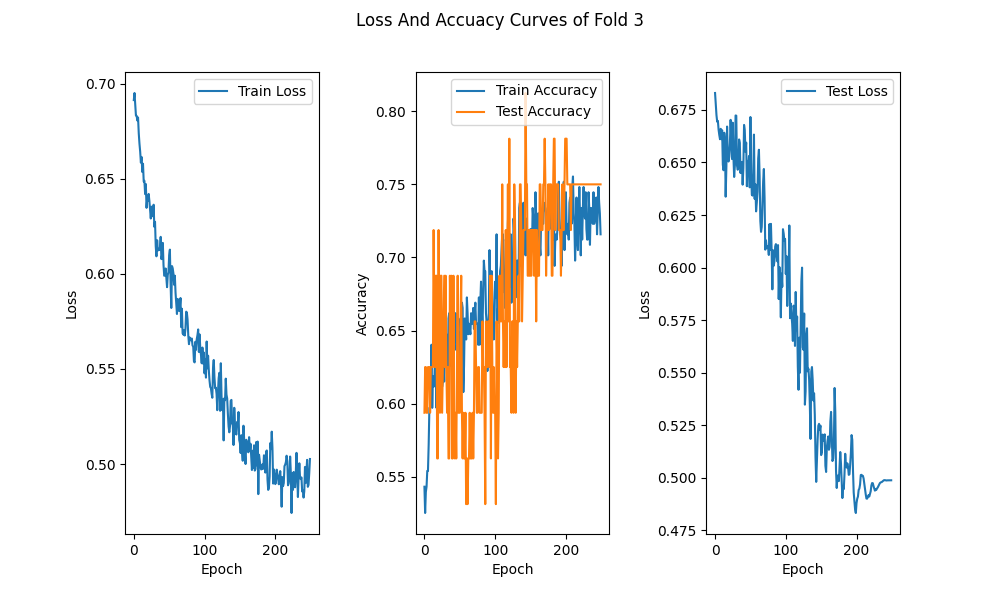 Loss And Accuacy Curves of Fold 3
Train Loss
0.70
0.65
0.60
0.55
0.50
Loss
0 100 200
Epoch
Train Accuracy
Test Accuracy
0.80
0.75
0.70
0.65
0.60
0.55
Accuracy
0 100 200
Epoch
Test Loss
0.675
0.650
0.625
0.600
0.575
0.550
0.525
0.500
0.475
Loss
0 100 200
Epoch